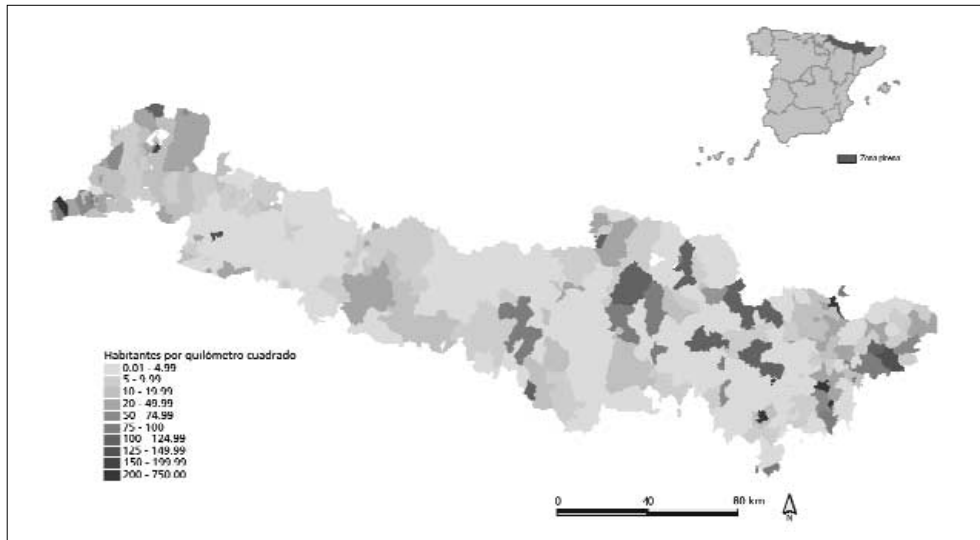 Zona pirenaica
Habitantes por quilómetro cuadrado
0.01 - 4.99
5 - 9.99
10 - 19.99
20 - 49.99
50 - 74.99
75 - 100
100 - 124.99
125 - 149.99
150 - 199.99
200 - 750.00
0 40 80 km
N